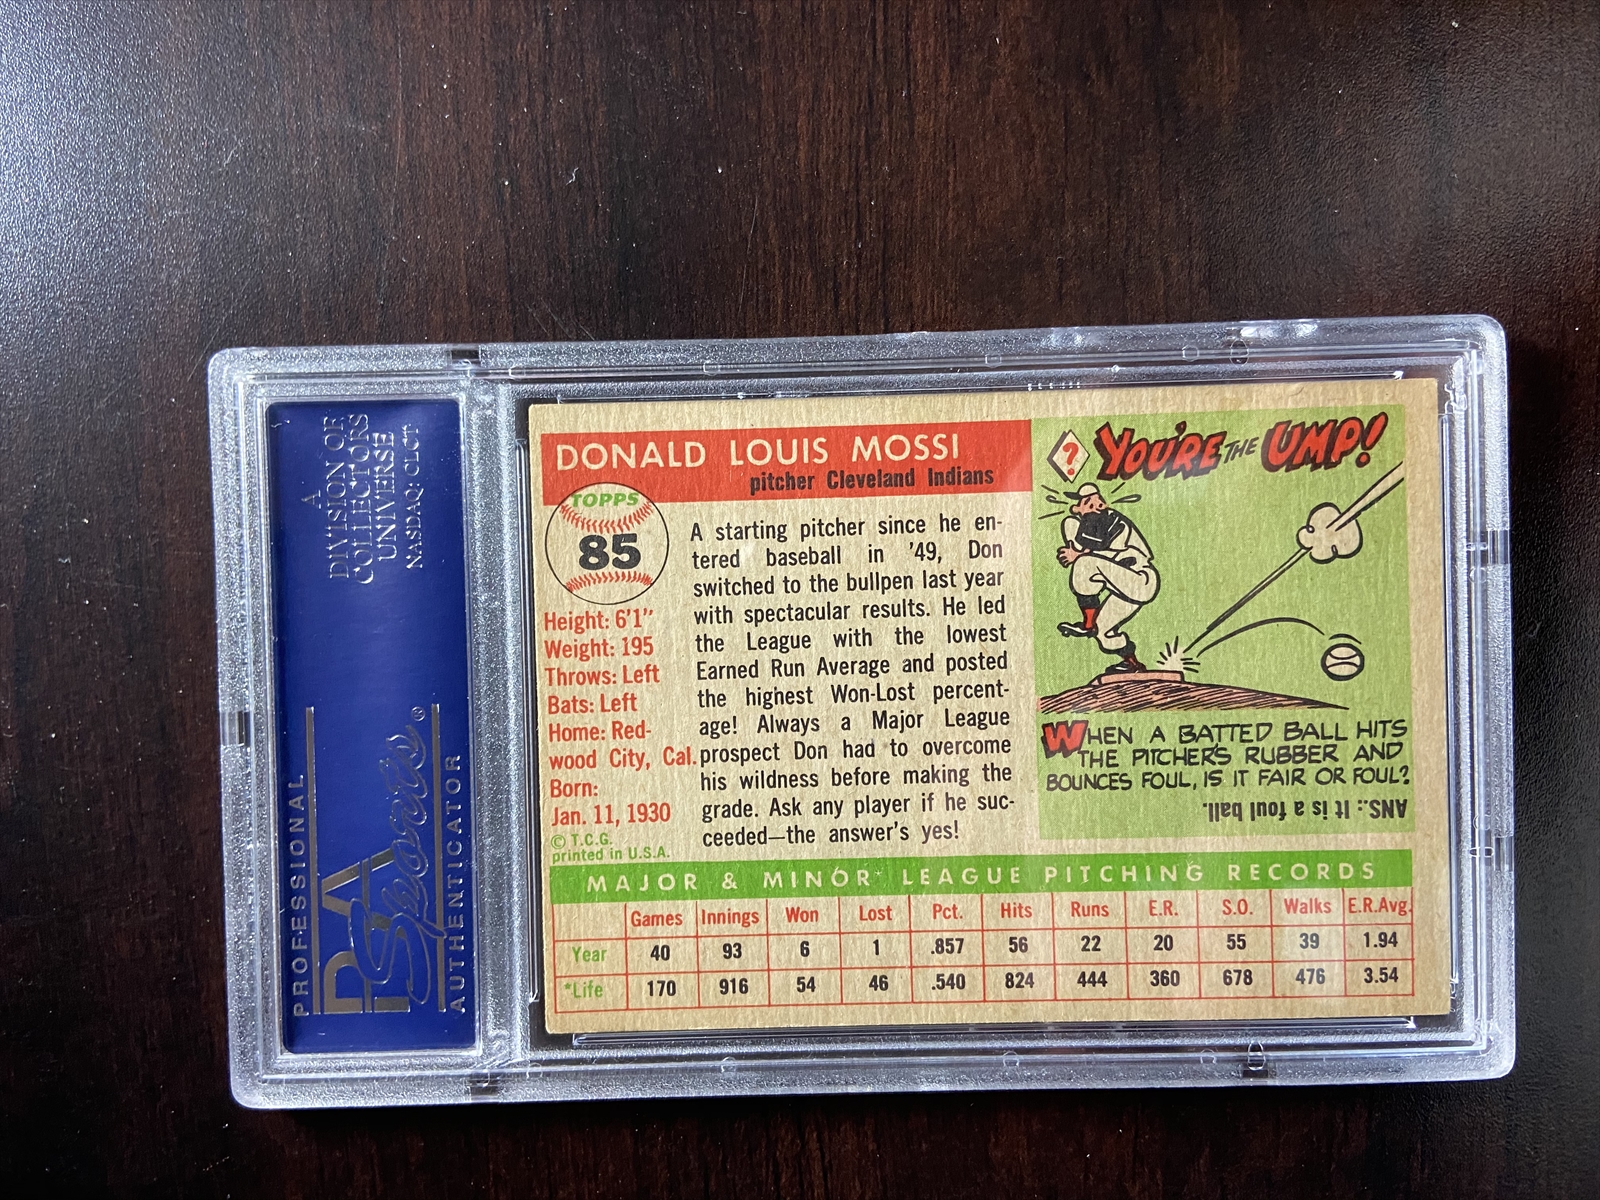 A
DIVISION OF
COLLECTORS
UNIVERSE
NASDAQ: CLCT
PROFESSIONAL
PSA
Sports®
AUTHENTICATOR
DONALD LOUIS MOSSI
pitcher Cleveland Indians
TOPPS
85
Height: 6'1"
Weight: 195
Throws: Left
Bats: Left
Home: Red-
wood City, Cal.
Born:
Jan. 11, 1930
© T.C.G.
printed in U.S.A.
A starting pitcher since he en-
tered baseball in '49, Don
switched to the bullpen last year
with spectacular results. He led
the League with the lowest
Earned Run Average and posted
the highest Won-Lost percent-
age! Always a Major League
prospect Don had to overcome
his wildness before making the
grade. Ask any player if he suc-
ceeded—the answer's yes!
? YOU'RE THE UMP!
WHEN A BATTED BALL HITS
THE PITCHER'S RUBBER AND
BOUNCES FOUL, IS IT FAIR OR FOUL?
ANS.: It is a foul ball.
MAJOR & MINOR LEAGUE PITCHING RECORDS
Games Innings Won Lost Pct. Hits Runs E.R. S.O. Walks E.R.Avg.
Year 40 93 6 1 .857 56 22 20 55 39 1.94
*Life 170 916 54 46 .540 824 444 360 678 476 3.54